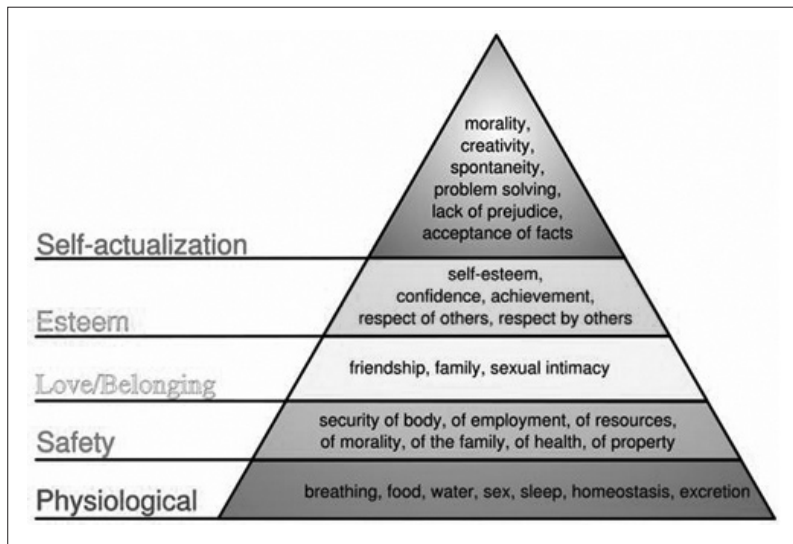 morality,
creativity,
spontaneity,
problem solving,
lack of prejudice,
acceptance of facts
Self-actualization
self-esteem,
confidence, achievement,
respect of others, respect by others
Esteem
friendship, family, sexual intimacy
Love/Belonging
security of body, of employment, of resources,
of morality, of the family, of health, of property
Safety
breathing, food, water, sex, sleep, homeostasis, excretion
Physiological